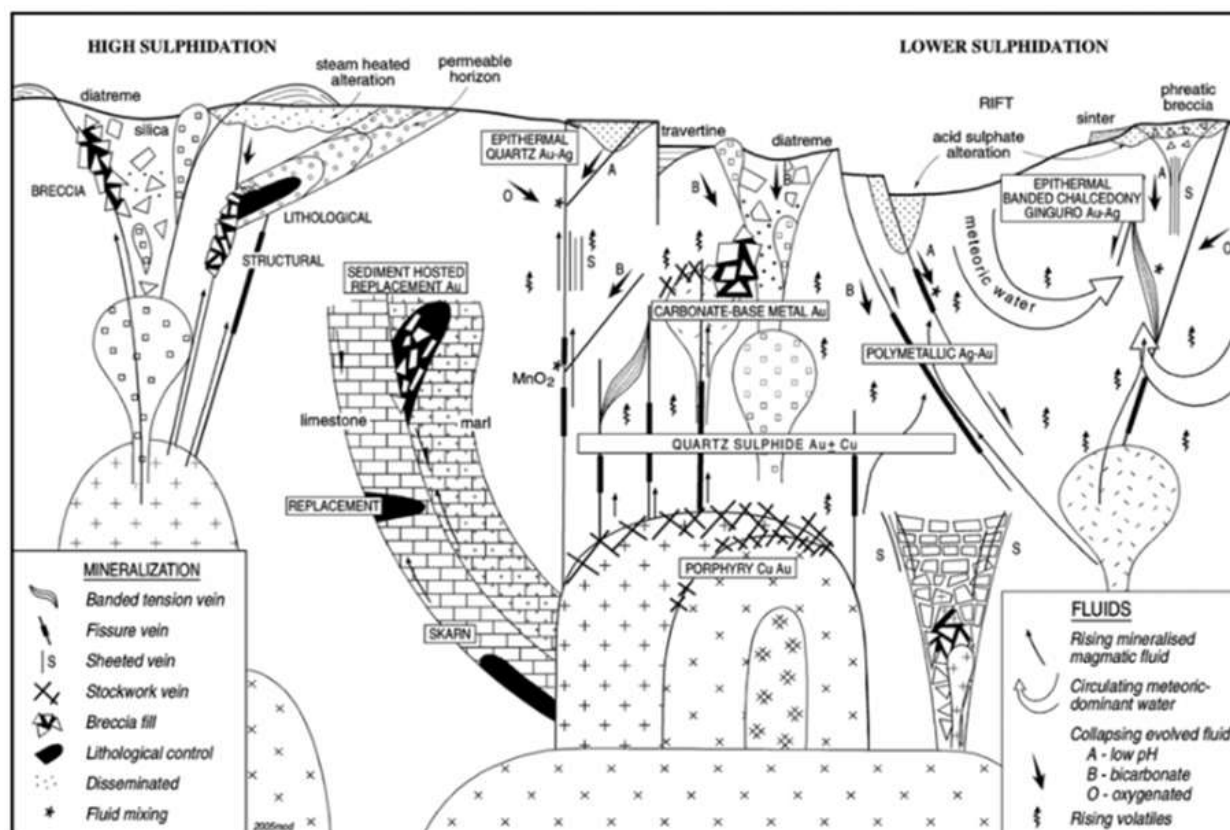 HIGH SULPHIDATION
LOWER SULPHIDATION
steam heated
alteration
permeable
horizon
diatreme
silica
BRECCIA
LITHOLOGICAL
STRUCTURAL
EPITHERMAL
QUARTZ Au-Ag
travertine
diatreme
RIFT
acid sulphate
alteration
sinter
phreatic
breccia
EPITHERMAL
BANDED CHALCEDONY
GINGURO Au-Ag
A
O
S
B
B
B
A
B
A
S
O
meteoric water
SEDIMENT HOSTED
REPLACEMENT Au
CARBONATE-BASE METAL Au
POLYMETALLIC Ag-Au
MnO2
limestone
marl
QUARTZ SULPHIDE Au ± Cu
REPLACEMENT
PORPHYRY Cu Au
S
S
SKARN
MINERALIZATION
Banded tension vein
Fissure vein
S
Sheeted vein
Stockwork vein
Breccia fill
Lithological control
Disseminated
Fluid mixing
2005mod
FLUIDS
Rising mineralised
magmatic fluid
Circulating meteoric-
dominant water
Collapsing evolved fluid
A - low pH
B - bicarbonate
O - oxygenated
Rising volatiles